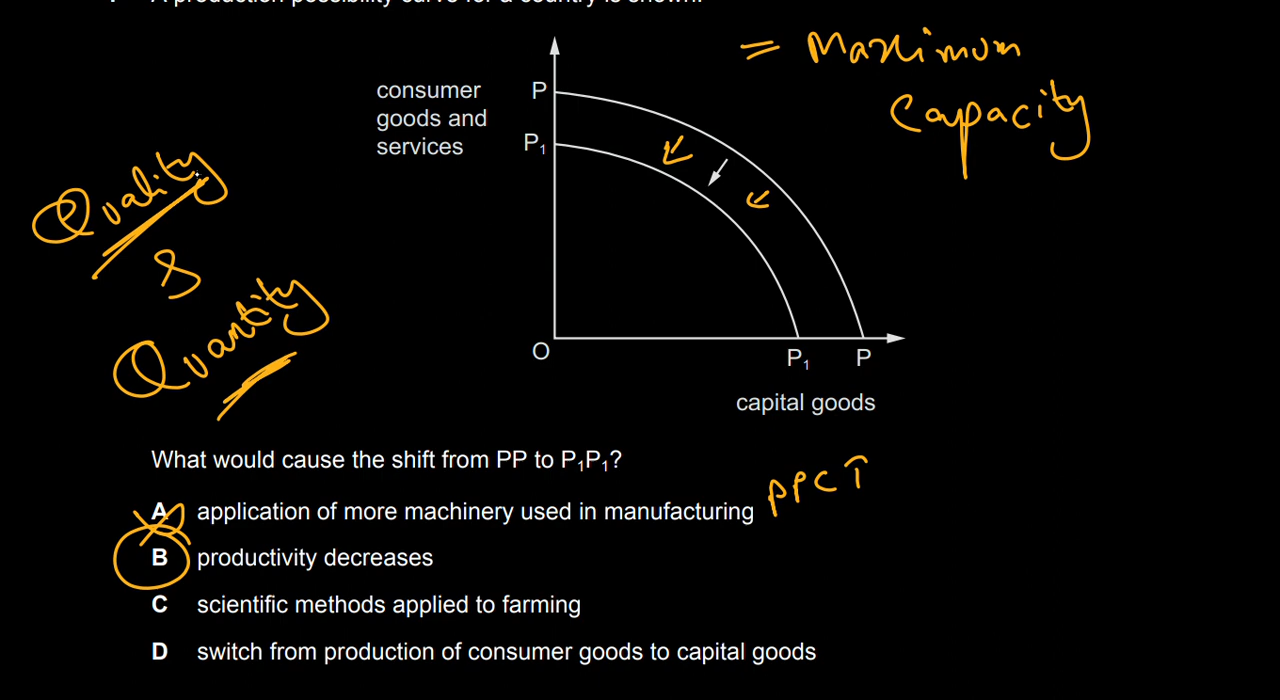 A production possibility curve for a country is shown.
= Maximum
Capacity
consumer
goods and
services
P
P₁
Quality
&
Quantity
O
P₁ P
capital goods
What would cause the shift from PP to P₁P₁?
PPC↑
A application of more machinery used in manufacturing
B productivity decreases
C scientific methods applied to farming
D switch from production of consumer goods to capital goods